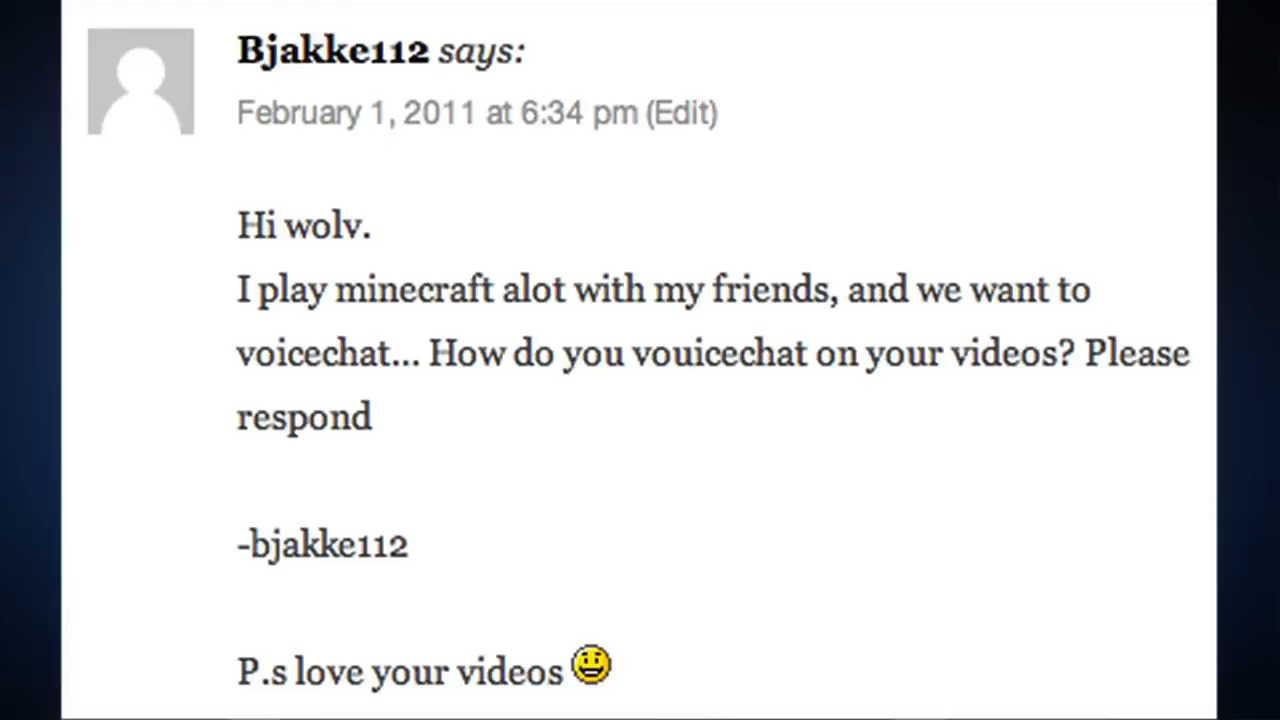 Bjakke112 says:
February 1, 2011 at 6:34 pm (Edit)
Hi wolv.
I play minecraft alot with my friends, and we want to
voicechat... How do you vouicechat on your videos? Please
respond
-bjakke112
P.s love your videos